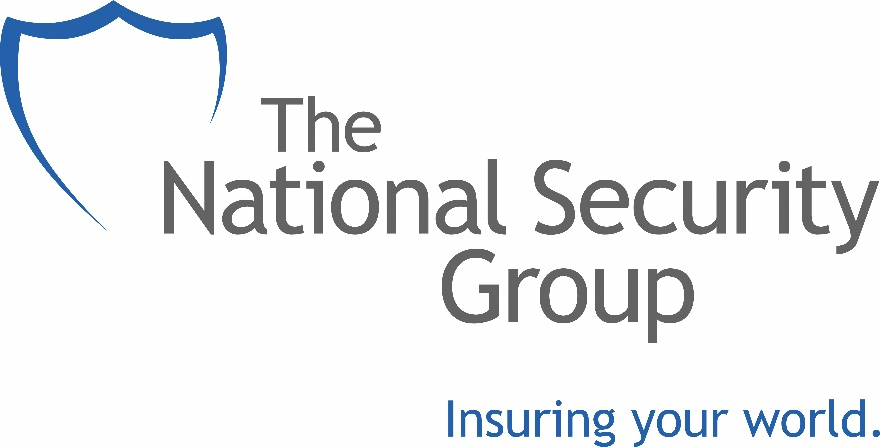 The
National Security
Group
Insuring your world.